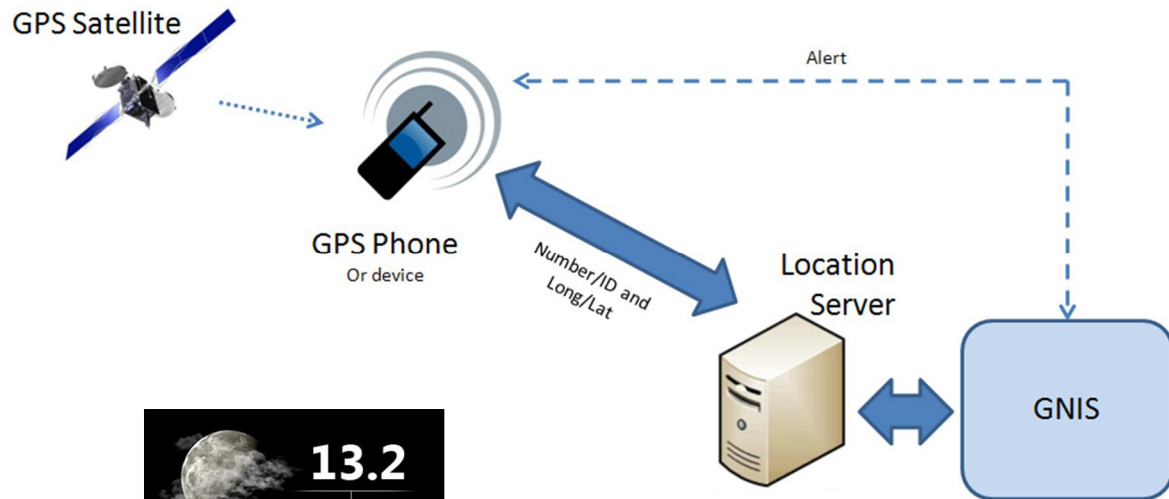 GPS Satellite
Alert
GPS Phone
Or device
Number/ID and
Long/Lat
Location
Server
GNIS
13.2